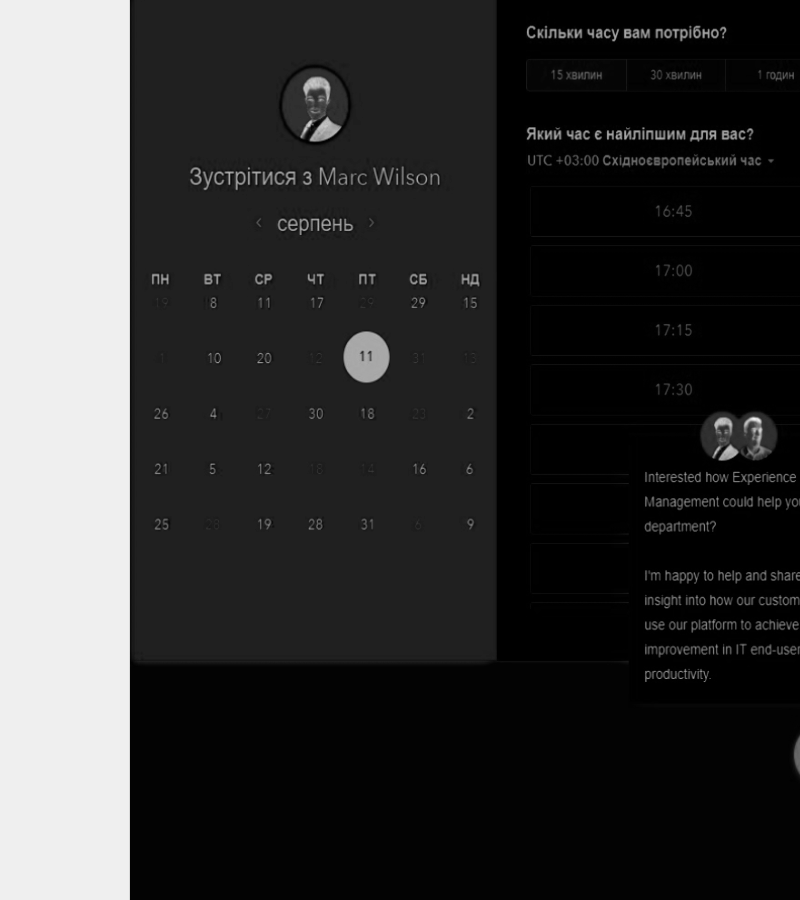 Зустрітися з Marc Wilson
‹ серпень ›
ПН ВТ СР ЧТ ПТ СБ НД
19 8 11 17 29 29 15
1 10 20 12 11 31 13
26 4 27 30 18 23 2
21 5 12 18 14 16 6
25 23 19 28 31 6 9
Скільки часу вам потрібно?
15 хвилин 30 хвилин 1 годин
Який час є найліпшим для вас?
UTC +03:00 Східноєвропейський час
16:45
17:00
17:15
17:30
Interested how Experience
Management could help you
department?
I'm happy to help and share
insight into how our custom
use our platform to achieve
improvement in IT end-user
productivity.